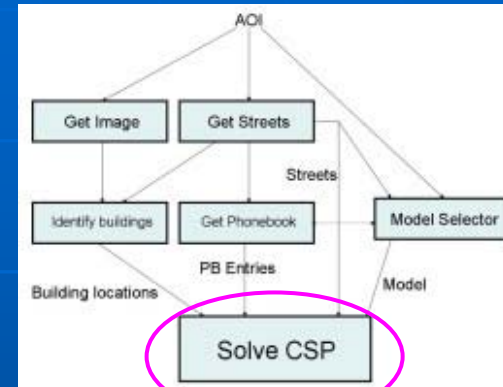 AOI
Get Image
Get Streets
Streets
Identify buildings
Get Phonebook
Model Selector
PB Entries
Building locations
Model
Solve CSP